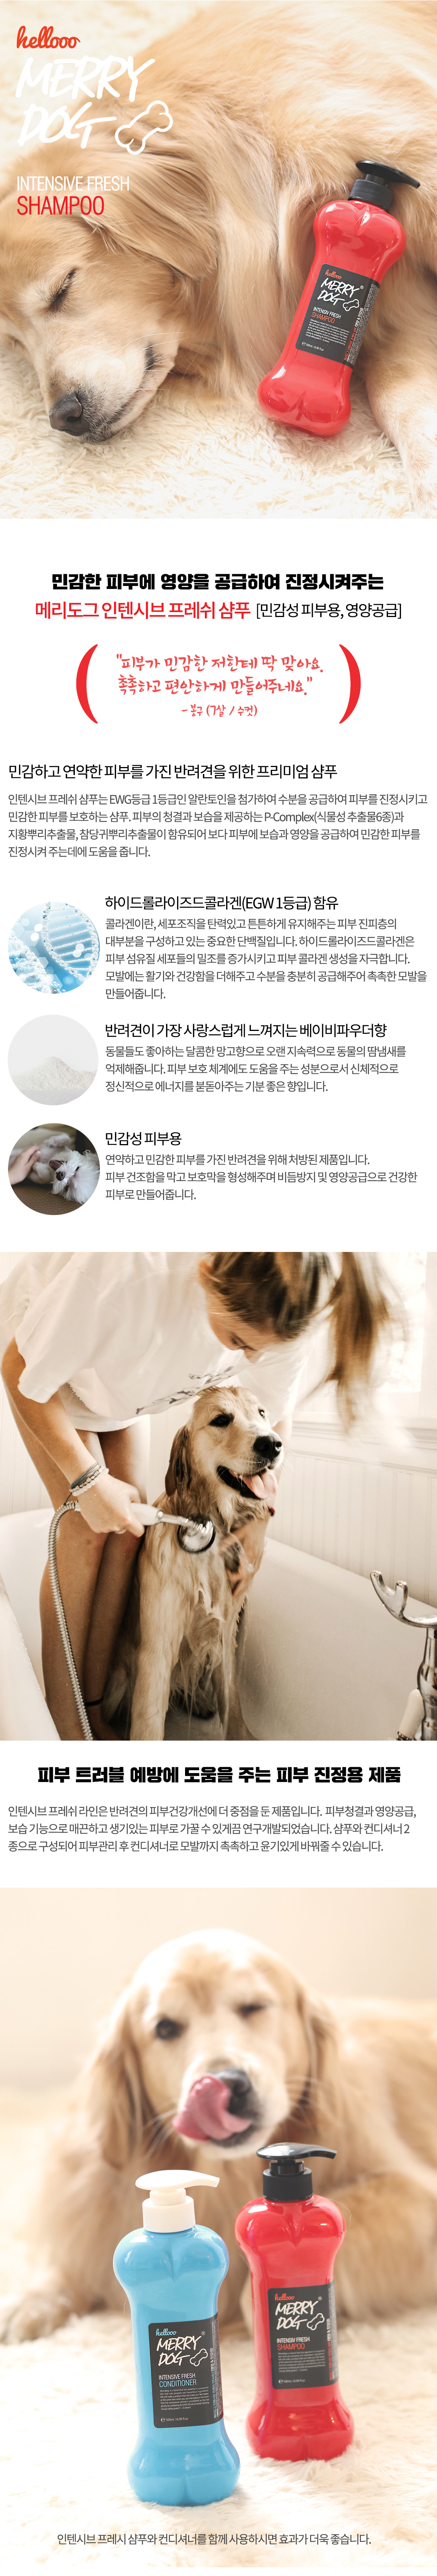 hellooo
MERRY
DOG
INTENSIVE FRESH
SHAMPOO
hellooo
MERRY
DOG
INTENSIV FRESH
SHAMPOO
민감한 피부에 영양을 공급하여 진정시켜주는
메리도그 인텐시브 프레쉬 샴푸 [민감성 피부용, 영양공급]
"피부가 민감한 저한테 딱 맞아요.
촉촉하고 편안하게 만들어주네요."
- 봉구 (7살 / 수컷)
민감하고 연약한 피부를 가진 반려견을 위한 프리미엄 샴푸
인텐시브 프레쉬 샴푸는 EWG등급 1등급인 알란토인을 첨가하여 수분을 공급하여 피부를 진정시키고
민감한 피부를 보호하는 샴푸. 피부의 청결과 보습을 제공하는 P-Complex(식물성 추출물6종)과
지황뿌리추출물, 참당귀뿌리추출물이 함유되어 보다 피부에 보습과 영양을 공급하여 민감한 피부를
진정시켜 주는데에 도움을 줍니다.
하이드롤라이즈드콜라겐(EGW 1등급) 함유
콜라겐이란, 세포조직을 탄력있고 튼튼하게 유지해주는 피부 진피층의
대부분을 구성하고 있는 중요한 단백질입니다. 하이드롤라이즈드콜라겐은
피부 섬유질 세포들의 밀조를 증가시키고 피부 콜라겐 생성을 자극합니다.
모발에는 활기와 건강함을 더해주고 수분을 충분히 공급해주어 촉촉한 모발을
만들어줍니다.
반려견이 가장 사랑스럽게 느껴지는 베이비파우더향
동물들도 좋아하는 달콤한 망고향으로 오랜 지속력으로 동물의 땀냄새를
억제해줍니다. 피부 보호 체계에도 도움을 주는 성분으로서 신체적으로
정신적으로 에너지를 붇돋아주는 기분 좋은 향입니다.
민감성 피부용
연약하고 민감한 피부를 가진 반려견을 위해 처방된 제품입니다.
피부 건조함을 막고 보호막을 형성해주며 비듬방지 및 영양공급으로 건강한
피부로 만들어줍니다.
피부 트러블 예방에 도움을 주는 피부 진정용 제품
인텐시브 프레쉬 라인은 반려견의 피부건강개선에 더 중점을 둔 제품입니다. 피부청결과 영양공급,
보습 기능으로 매끈하고 생기있는 피부로 가꿀 수 있게끔 연구개발되었습니다. 샴푸와 컨디셔너 2
종으로 구성되어 피부관리 후 컨디셔너로 모발까지 촉촉하고 윤기있게 바꿔줄 수 있습니다.
hellooo
MERRY
DOG
INTENSIV FRESH
SHAMPOO
hellooo
MERRY
DOG
INTENSIVE FRESH
CONDITIONER
인텐시브 프레시 샴푸와 컨디셔너를 함께 사용하시면 효과가 더욱 좋습니다.